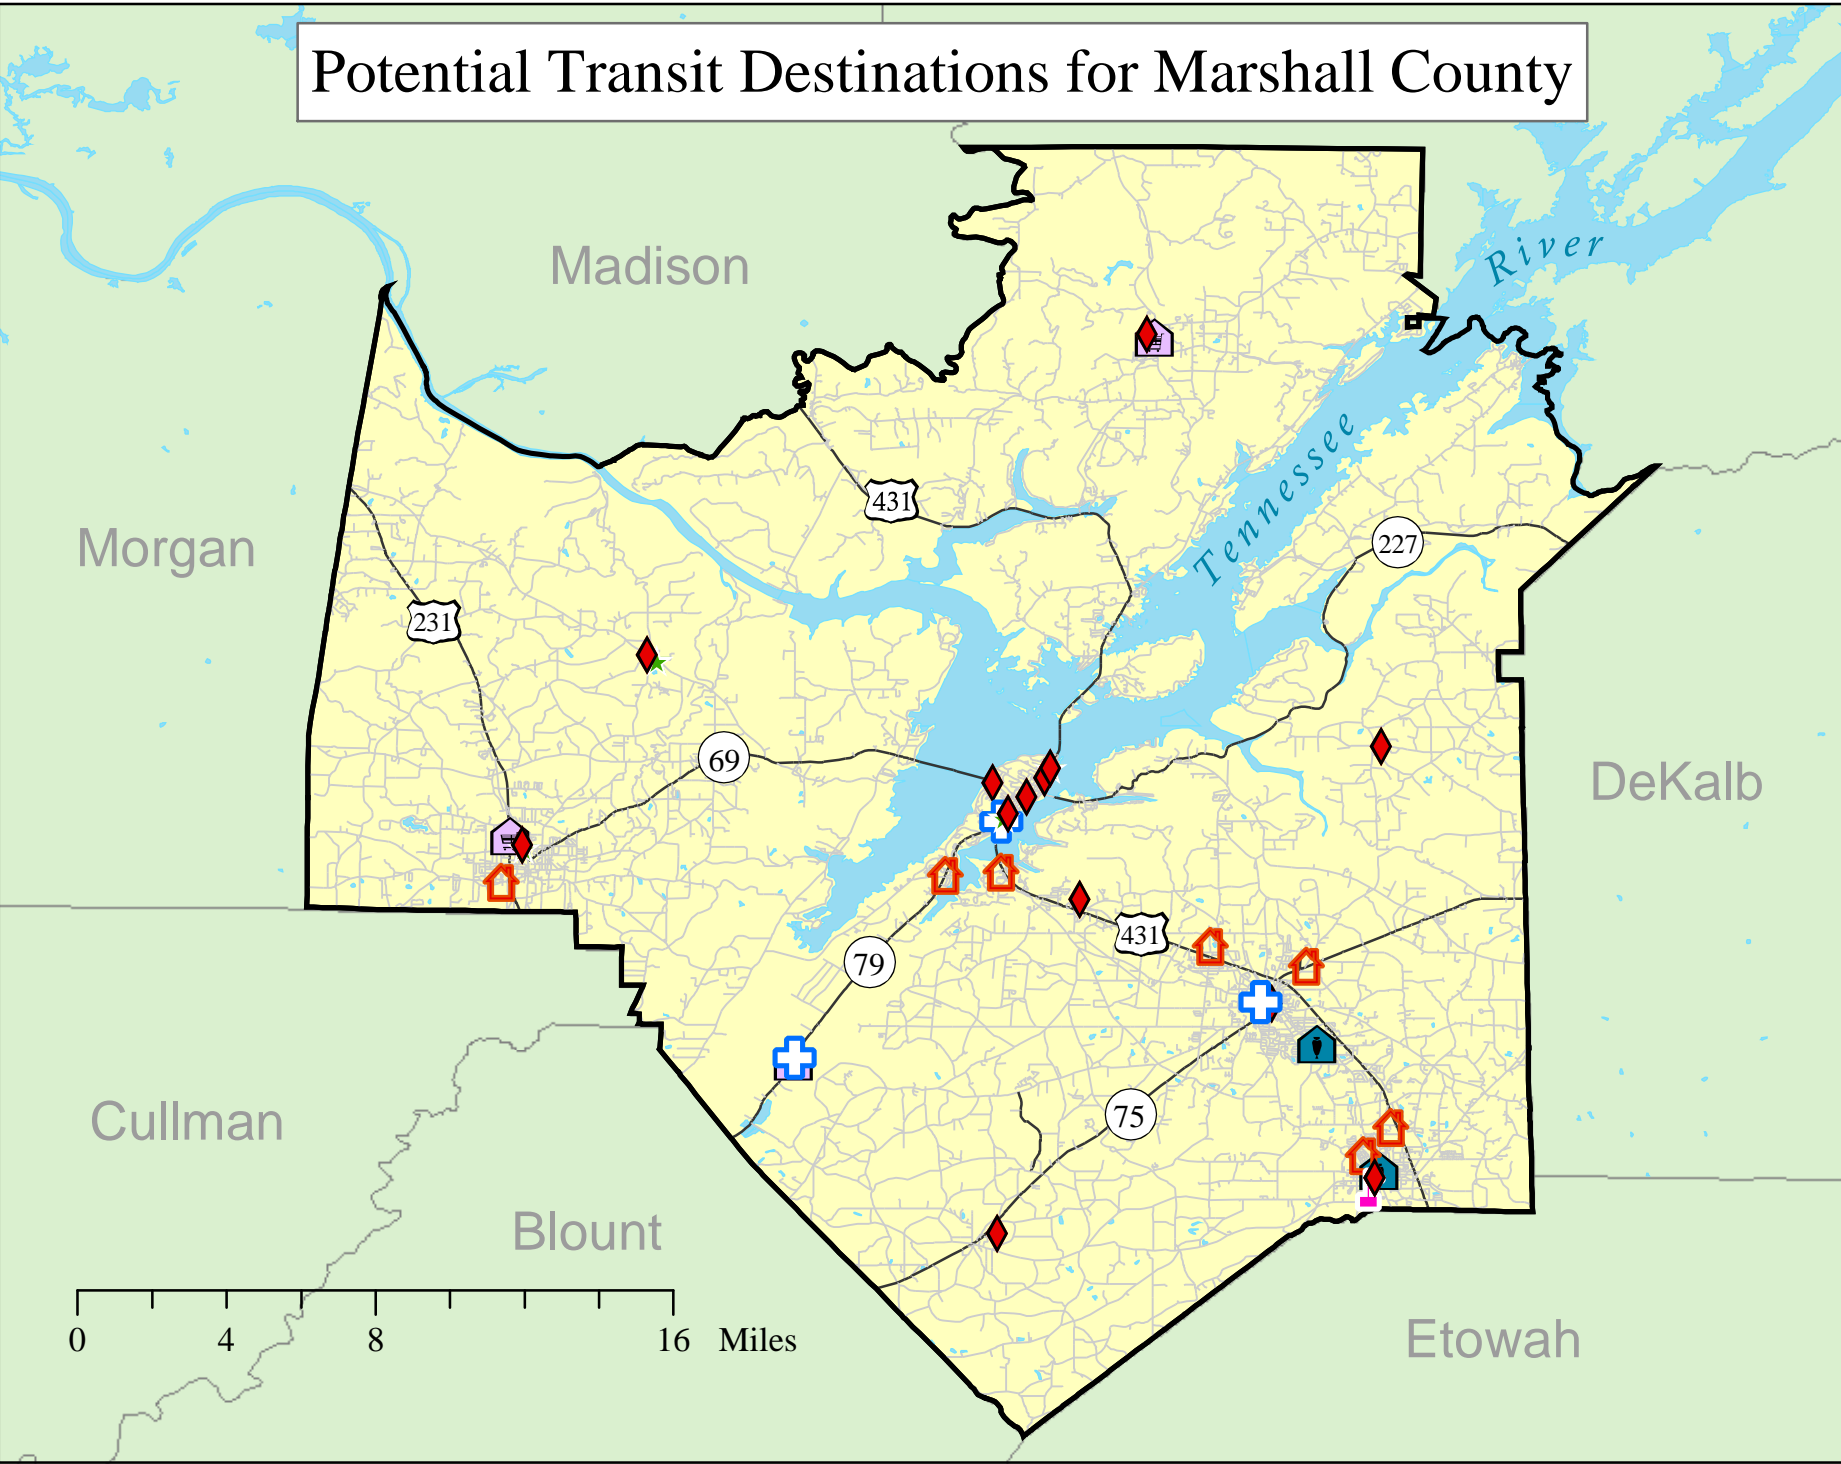 Potential Transit Destinations for Marshall County
River
Madison
Tennessee
431
227
Morgan
231
69
DeKalb
431
79
75
Cullman
Blount
Etowah
0 4 8 16 Miles